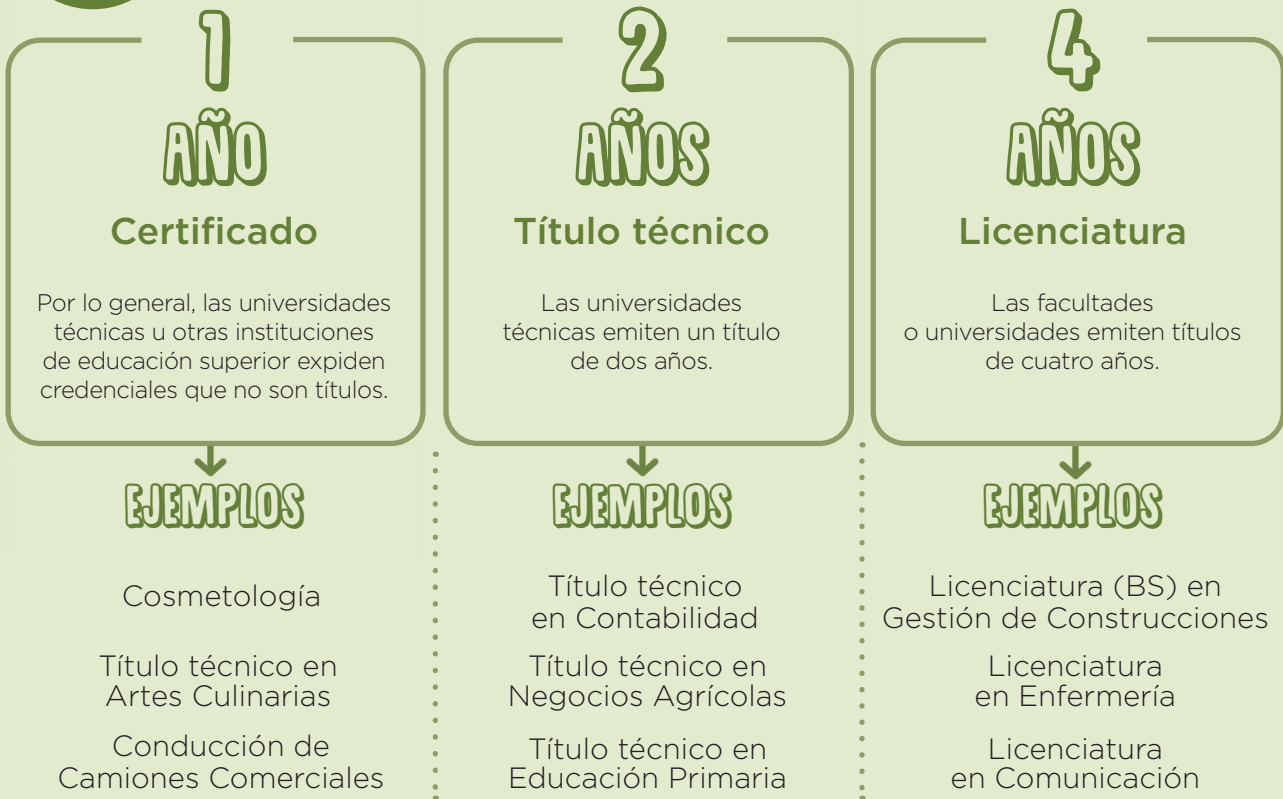 1
AÑO
Certificado
Por lo general, las universidades
técnicas u otras instituciones
de educación superior expiden
credenciales que no son títulos.
EJEMPLOS
Cosmetología
Título técnico en
Artes Culinarias
Conducción de
Camiones Comerciales
2
AÑOS
Título técnico
Las universidades
técnicas emiten un título
de dos años.
EJEMPLOS
Título técnico
en Contabilidad
Título técnico en
Negocios Agrícolas
Título técnico en
Educación Primaria
4
AÑOS
Licenciatura
Las facultades
o universidades emiten títulos
de cuatro años.
EJEMPLOS
Licenciatura (BS) en
Gestión de Construcciones
Licenciatura
en Enfermería
Licenciatura
en Comunicación